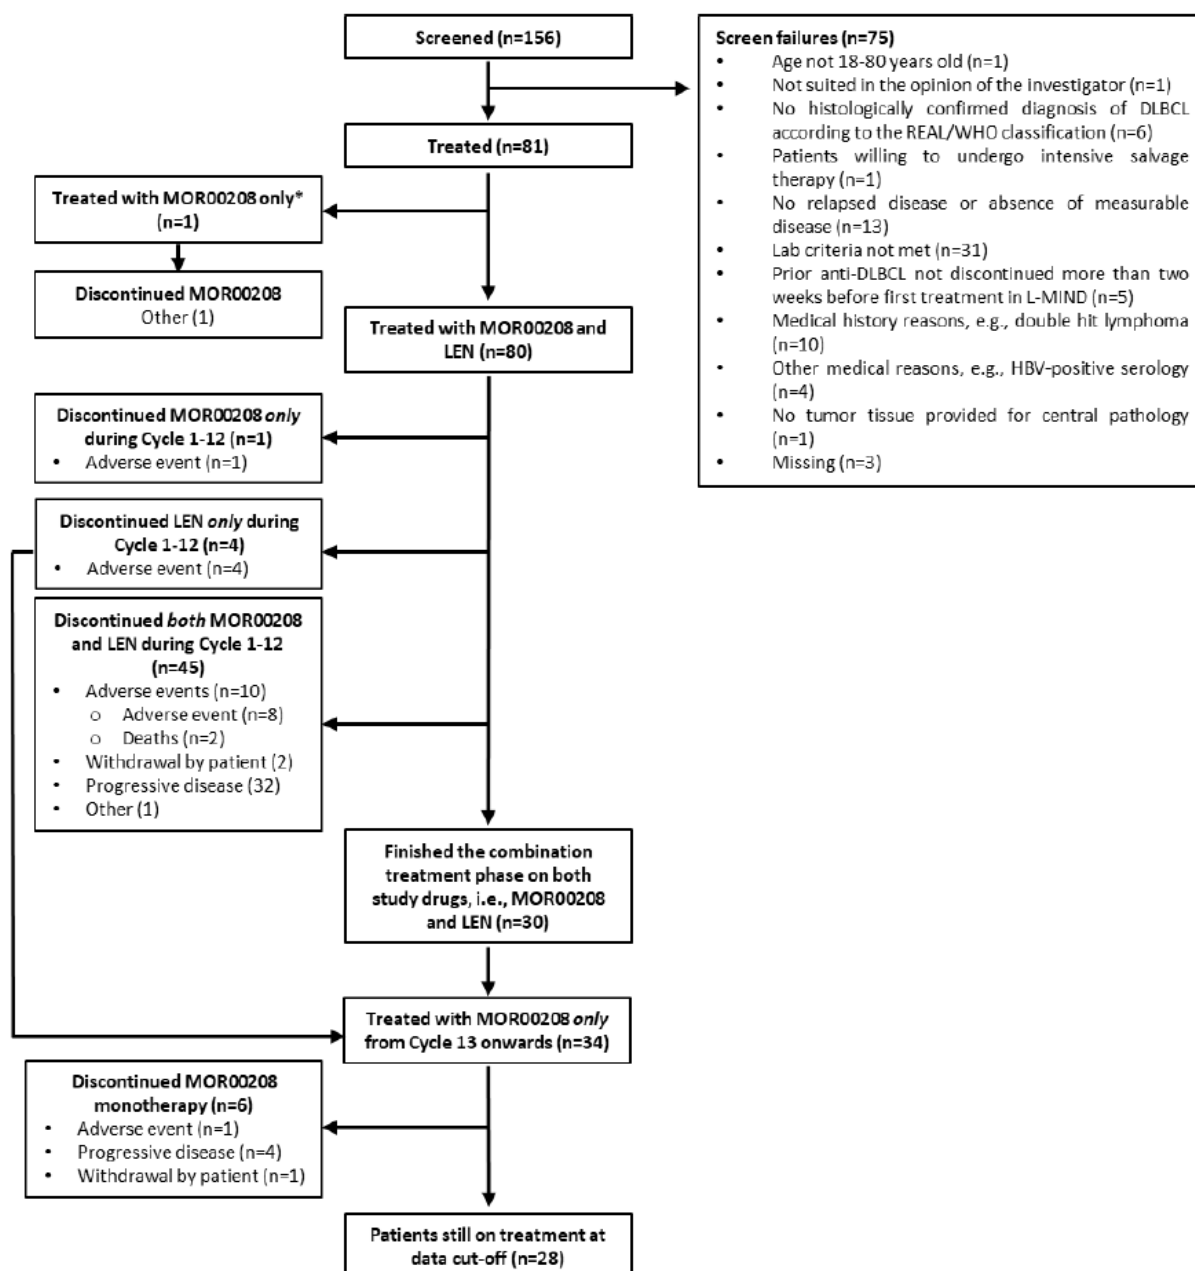 Screened (n=156)
Screen failures (n=75)
• Age not 18-80 years old (n=1)
• Not suited in the opinion of the investigator (n=1)
• No histologically confirmed diagnosis of DLBCL
according to the REAL/WHO classification (n=6)
• Patients willing to undergo intensive salvage
therapy (n=1)
• No relapsed disease or absence of measurable
disease (n=13)
• Lab criteria not met (n=31)
• Prior anti-DLBCL not discontinued more than two
weeks before first treatment in L-MIND (n=5)
• Medical history reasons, e.g., double hit lymphoma
(n=10)
• Other medical reasons, e.g., HBV-positive serology
(n=4)
• No tumor tissue provided for central pathology
(n=1)
• Missing (n=3)
Treated (n=81)
Treated with MOR00208 only*
(n=1)
Discontinued MOR00208
Other (1)
Treated with MOR00208 and
LEN (n=80)
Discontinued MOR00208 only
during Cycle 1-12 (n=1)
• Adverse event (n=1)
Discontinued LEN only during
Cycle 1-12 (n=4)
• Adverse event (n=4)
Discontinued both MOR00208
and LEN during Cycle 1-12
(n=45)
• Adverse events (n=10)
o Adverse event (n=8)
o Deaths (n=2)
• Withdrawal by patient (2)
• Progressive disease (32)
• Other (1)
Finished the combination
treatment phase on both
study drugs, i.e., MOR00208
and LEN (n=30)
Treated with MOR00208 only
from Cycle 13 onwards (n=34)
Discontinued MOR00208
monotherapy (n=6)
• Adverse event (n=1)
• Progressive disease (n=4)
• Withdrawal by patient (n=1)
Patients still on treatment at
data cut-off (n=28)